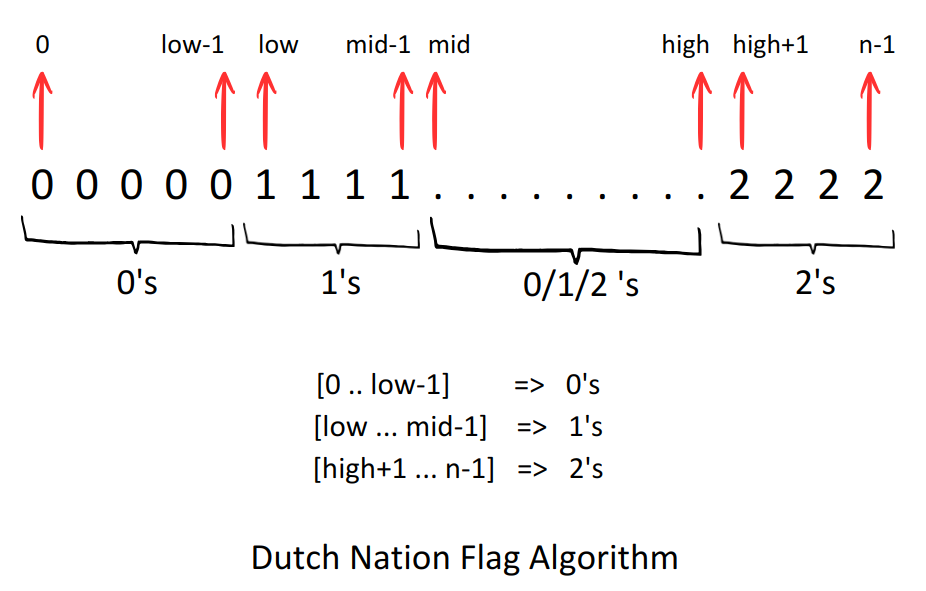 0 low-1 low mid-1 mid high high+1 n-1
0 0 0 0 0 1 1 1 1 . . . . . . . . . 2 2 2 2
0's 1's 0/1/2 's 2's
[0 .. low-1] => 0's
[low ... mid-1] => 1's
[high+1 ... n-1] => 2's
Dutch Nation Flag Algorithm